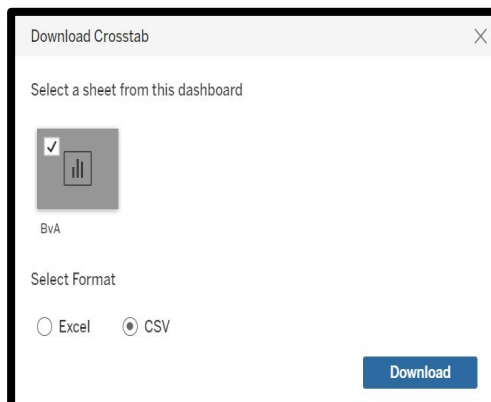 Download Crosstab
Select a sheet from this dashboard
BvA
Select Format
Excel CSV
Download